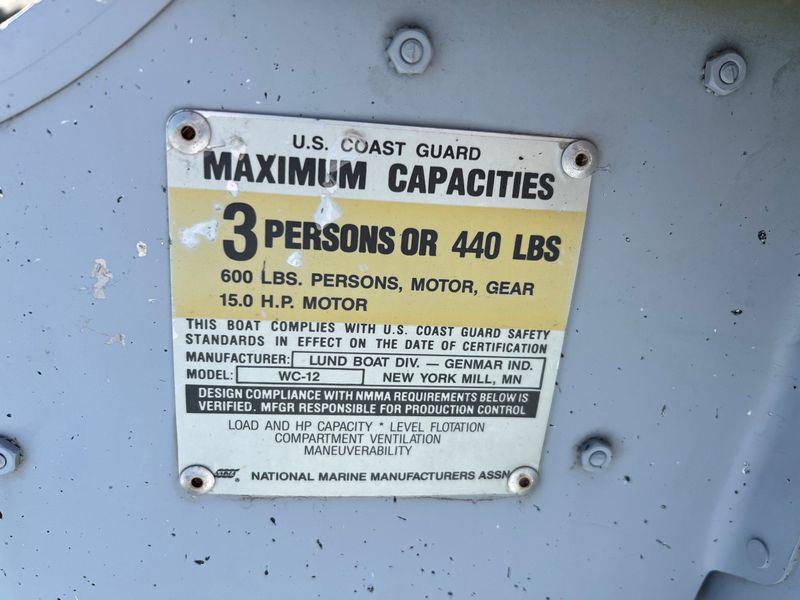 U.S. COAST GUARD
MAXIMUM CAPACITIES
3 PERSONS OR 440 LBS
600 LBS. PERSONS, MOTOR, GEAR
15.0 H.P. MOTOR
THIS BOAT COMPLIES WITH U.S. COAST GUARD SAFETY
STANDARDS IN EFFECT ON THE DATE OF CERTIFICATION
MANUFACTURER: LUND BOAT DIV. — GENMAR IND.
MODEL: WC-12 NEW YORK MILL, MN
DESIGN COMPLIANCE WITH NMMA REQUIREMENTS BELOW IS
VERIFIED. MFGR RESPONSIBLE FOR PRODUCTION CONTROL
LOAD AND HP CAPACITY * LEVEL FLOTATION
COMPARTMENT VENTILATION
MANEUVERABILITY
NATIONAL MARINE MANUFACTURERS ASSN